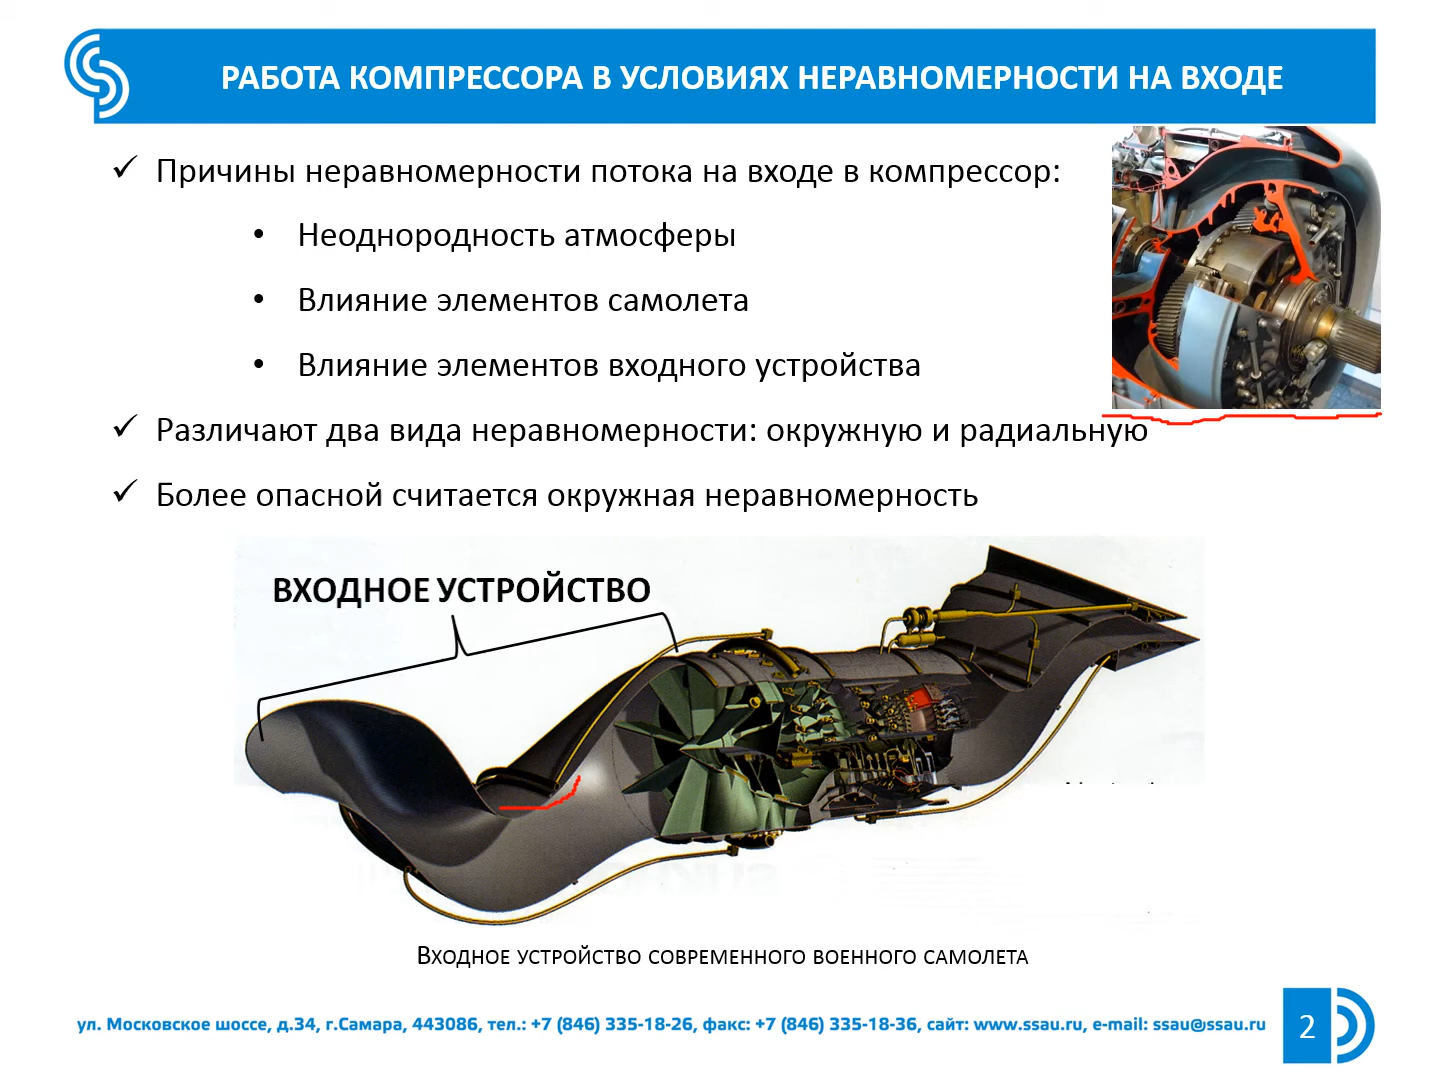 РАБОТА КОМПРЕССОРА В УСЛОВИЯХ НЕРАВНОМЕРНОСТИ НА ВХОДЕ
✓ Причины неравномерности потока на входе в компрессор:
• Неоднородность атмосферы
• Влияние элементов самолета
• Влияние элементов входного устройства
✓ Различают два вида неравномерности: окружную и радиальную
✓ Более опасной считается окружная неравномерность
ВХОДНОЕ УСТРОЙСТВО
ВХОДНОЕ УСТРОЙСТВО СОВРЕМЕННОГО ВОЕННОГО САМОЛЕТА
ул. Московское шоссе, д.34, г.Самара, 443086, тел.: +7 (846) 335-18-26, факс: +7 (846) 335-18-36, сайт: www.ssau.ru, e-mail: ssau@ssau.ru
2